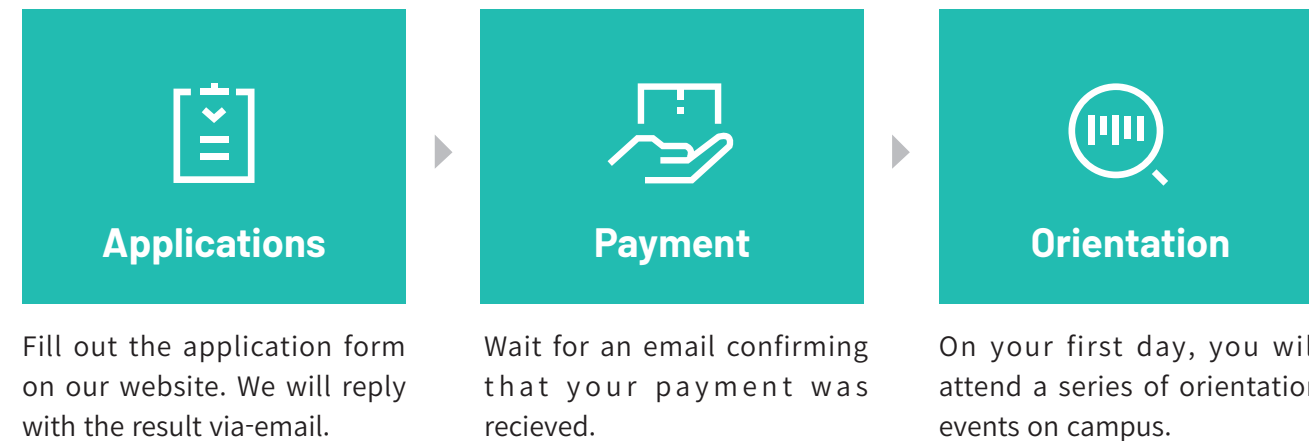 Applications
Fill out the application form
on our website. We will reply
with the result via-email.
Payment
Wait for an email confirming
that your payment was
recieved.
Orientation
On your first day, you wil
attend a series of orientation
events on campus.